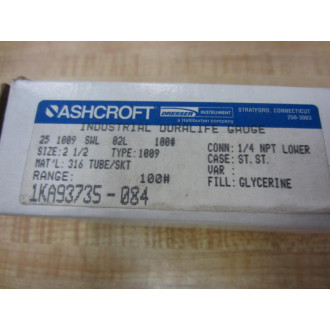 ASHCROFT
DRESSER INSTRUMENT
a Halliburton company
STRATFORD, CONNECTICUT
INDUSTRIAL DURALIFE GAUGE
25 1009 SWL 02L 100#
SIZE:2 1/2 TYPE:1009
MAT'L: 316 TUBE/SKT
RANGE: 100#
1KA93735-084
CONN:1/4 NPT LOWER
CASE: ST.ST.
VAR :
FILL: GLYCERINE